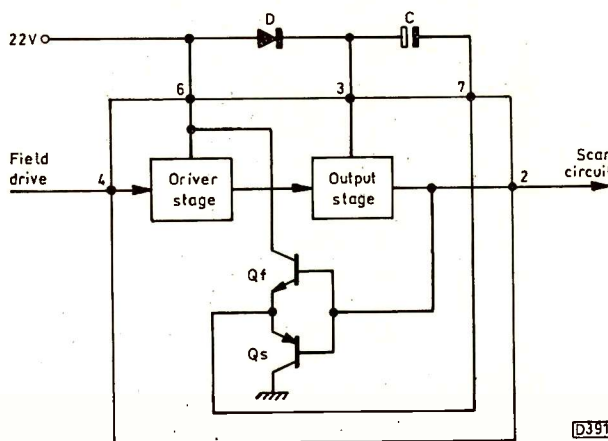 D
C
22V
6
3
7
Field
drive
4
Driver
stage
Output
stage
2
Scan
circuit
Qf
Qs
D391